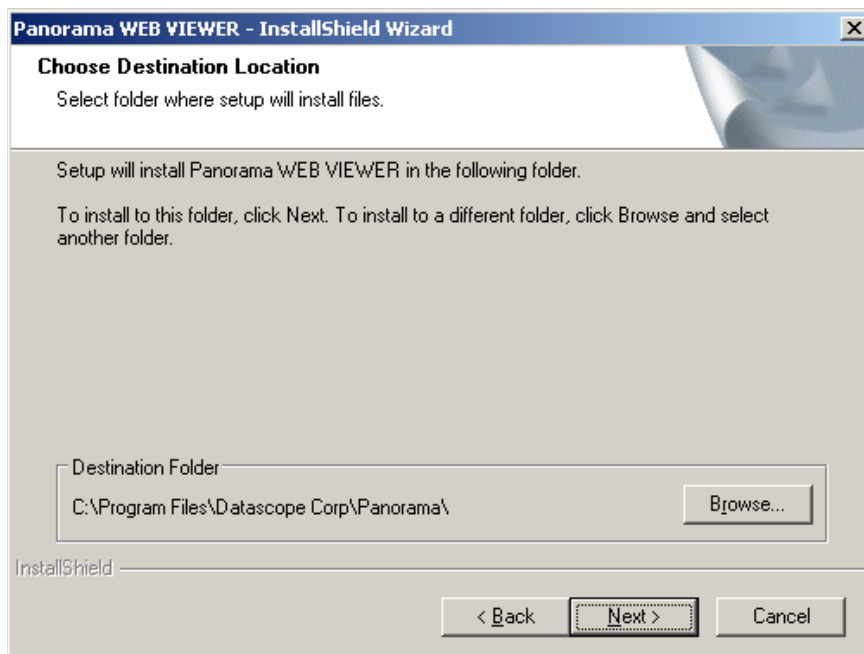 Panorama WEB VIEWER - InstallShield Wizard
Choose Destination Location
Select folder where setup will install files.
Setup will install Panorama WEB VIEWER in the following folder.
To install to this folder, click Next. To install to a different folder, click Browse and select
another folder.
Destination Folder
C:\Program Files\Datascope Corp\Panorama\
Browse...
InstallShield
< Back
Next >
Cancel